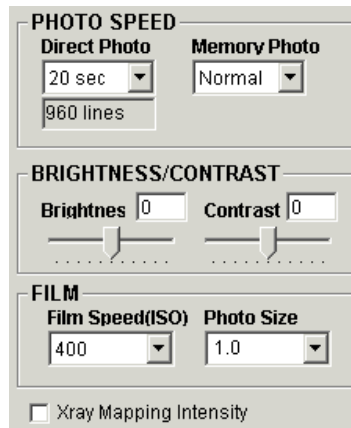 PHOTO SPEED
Direct Photo Memory Photo
20 sec Normal
960 lines
BRIGHTNESS/CONTRAST
Brightnes 0 Contrast 0
FILM
Film Speed(ISO) Photo Size
400 1.0
Xray Mapping Intensity